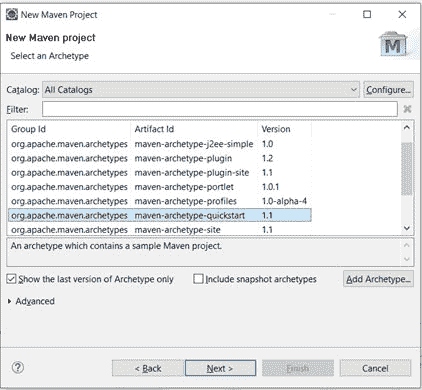 New Maven Project
New Maven project
Select an Archetype
M
Catalog: All Catalogs Configure...
Filter:
Group Id Artifact Id Version
org.apache.maven.archetypes maven-archetype-j2ee-simple 1.0
org.apache.maven.archetypes maven-archetype-plugin 1.2
org.apache.maven.archetypes maven-archetype-plugin-site 1.1
org.apache.maven.archetypes maven-archetype-portlet 1.0.1
org.apache.maven.archetypes maven-archetype-profiles 1.0-alpha-4
org.apache.maven.archetypes maven-archetype-quickstart 1.1
org.apache.maven.archetypes maven-archetype-site 1.1
An archetype which contains a sample Maven project.
Show the last version of Archetype only Include snapshot archetypes Add Archetype...
Advanced
? < Back Next > Finish Cancel